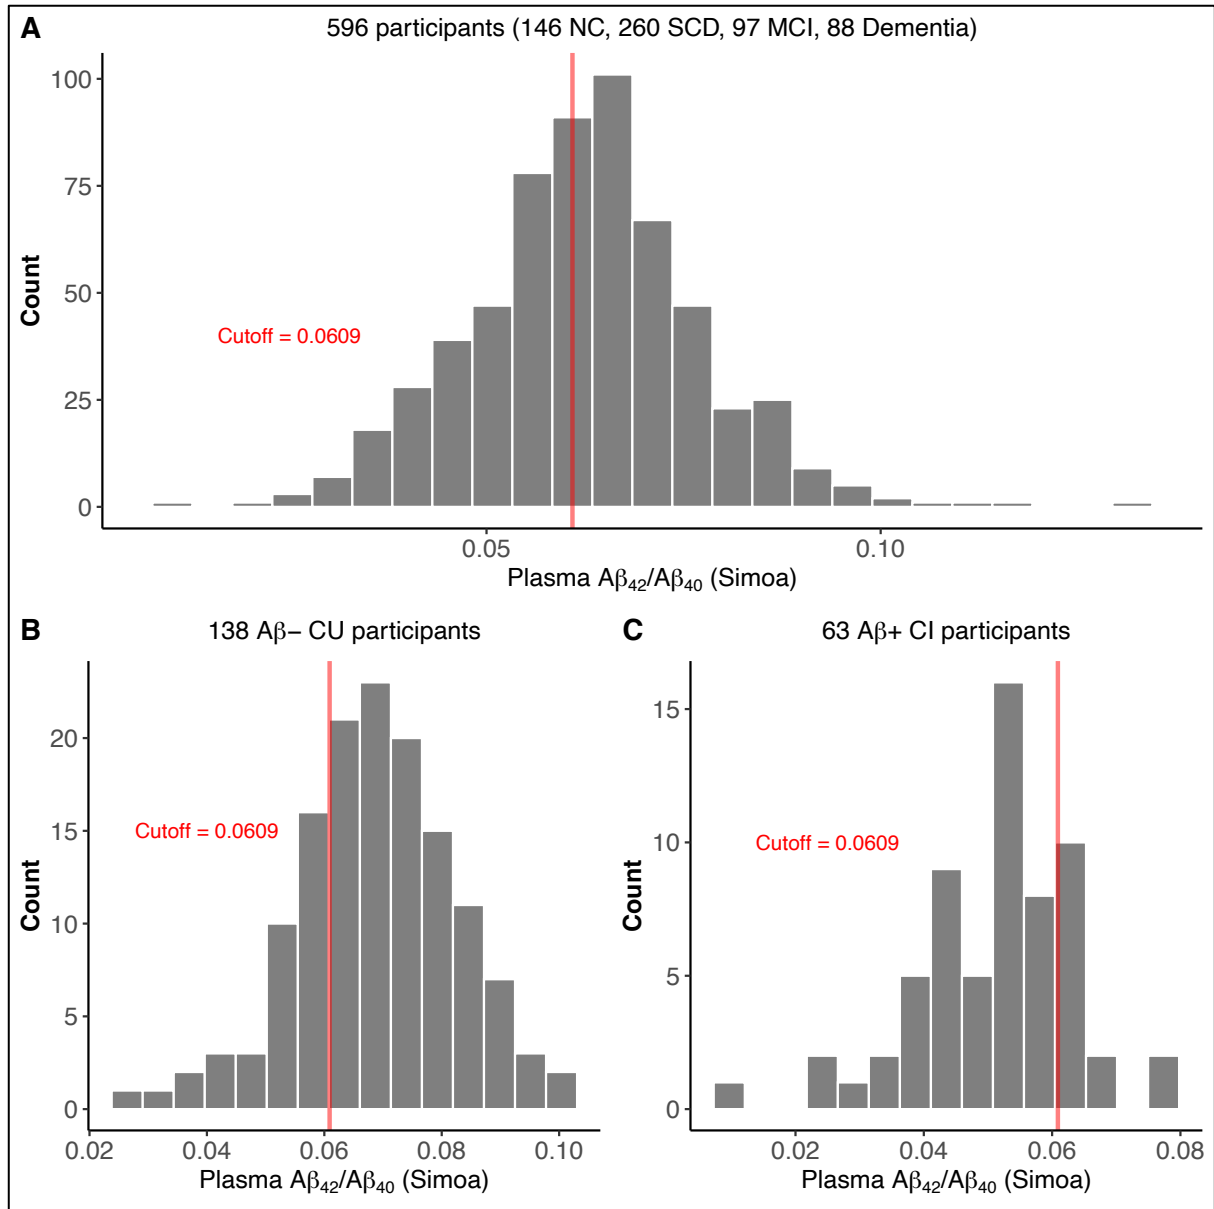 A
596 participants (146 NC, 260 SCD, 97 MCI, 88 Dementia)
100
75
50
25
0
Count
Cutoff = 0.0609
0.05 0.10
Plasma Aβ₄₂/Aβ₄₀ (Simoa)
B
138 Aβ− CU participants
20
15
10
5
0
Count
Cutoff = 0.0609
0.02 0.04 0.06 0.08 0.10
Plasma Aβ₄₂/Aβ₄₀ (Simoa)
C
63 Aβ+ CI participants
15
10
5
0
Count
Cutoff = 0.0609
0.02 0.04 0.06 0.08
Plasma Aβ₄₂/Aβ₄₀ (Simoa)